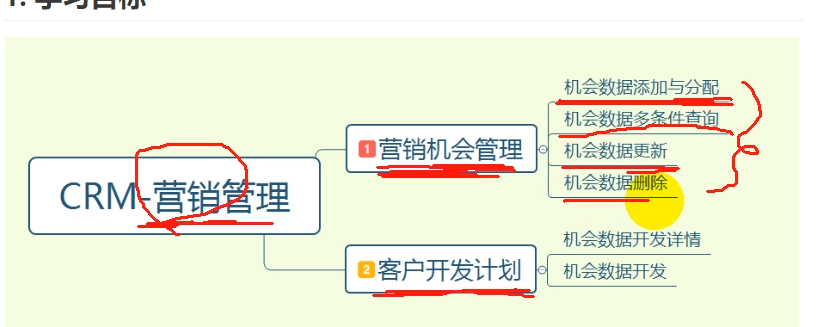 1. 学习目标
CRM-营销管理
1 营销机会管理
机会数据添加与分配
机会数据多条件查询
机会数据更新
机会数据删除
2 客户开发计划
机会数据开发详情
机会数据开发